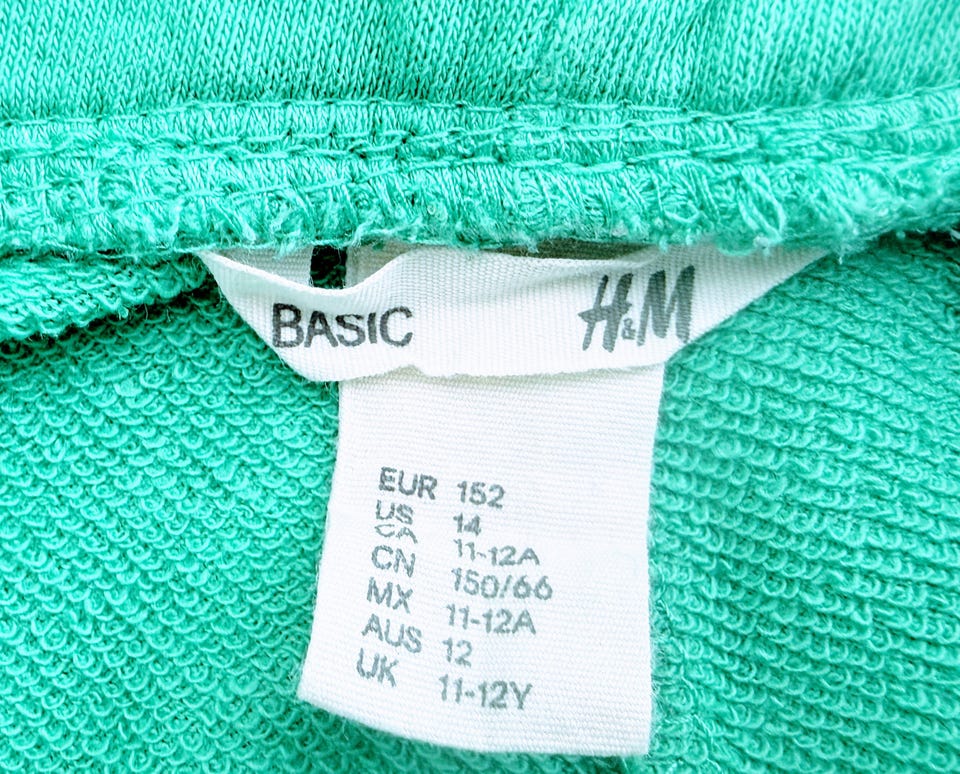 BASIC H&M
EUR 152
US 14
CA 11-12A
CN 150/66
MX 11-12A
AUS 12
UK 11-12Y